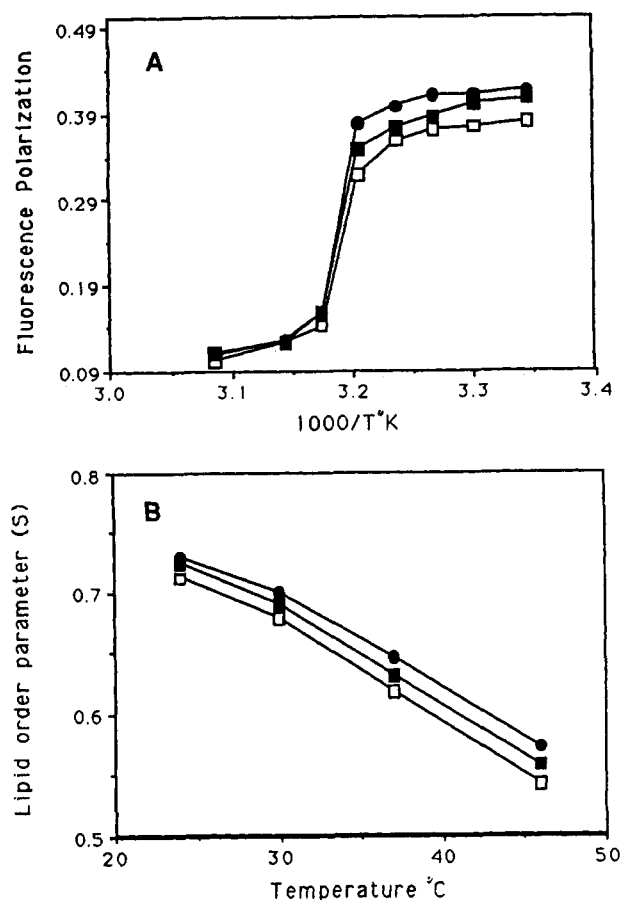 A
Fluorescence Polarization
0.49
0.39
0.29
0.19
0.09
3.0 3.1 3.2 3.3 3.4
1000/T°K
B
Lipid order parameter (S)
0.8
0.7
0.6
0.5
20 30 40 50
Temperature °C